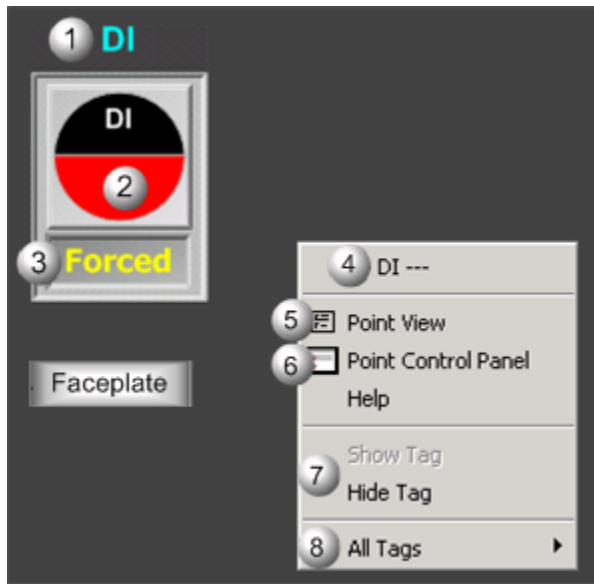 1 DI
DI
2
3 Forced
Faceplate
4 DI ---
5 Point View
6 Point Control Panel
Help
Show Tag
7
Hide Tag
8 All Tags